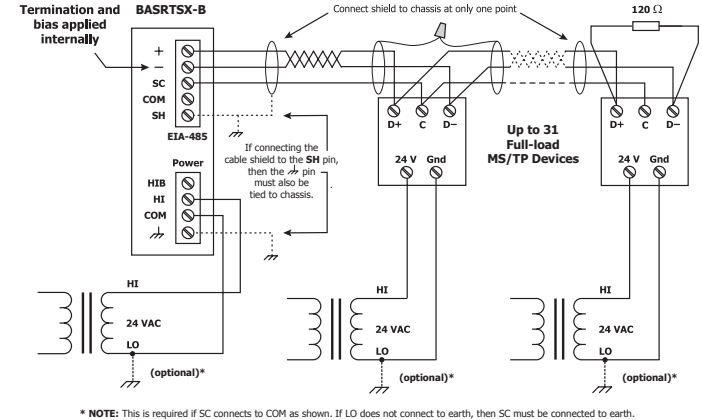 Termination and
bias applied
internally
BASRTSX-B
Connect shield to chassis at only one point
120 Ω
+
−
SC
COM
SH
EIA-485
D+ C D−
D+ C D−
Up to 31
Full-load
MS/TP Devices
24 V Gnd
24 V Gnd
If connecting the
cable shield to the SH pin,
then the pin
must also be
tied to chassis.
Power
HIB
HI
COM
HI
24 VAC
LO
(optional)*
HI
24 VAC
LO
(optional)*
HI
24 VAC
LO
(optional)*
* NOTE: This is required if SC connects to COM as shown. If LO does not connect to earth, then SC must be connected to earth.